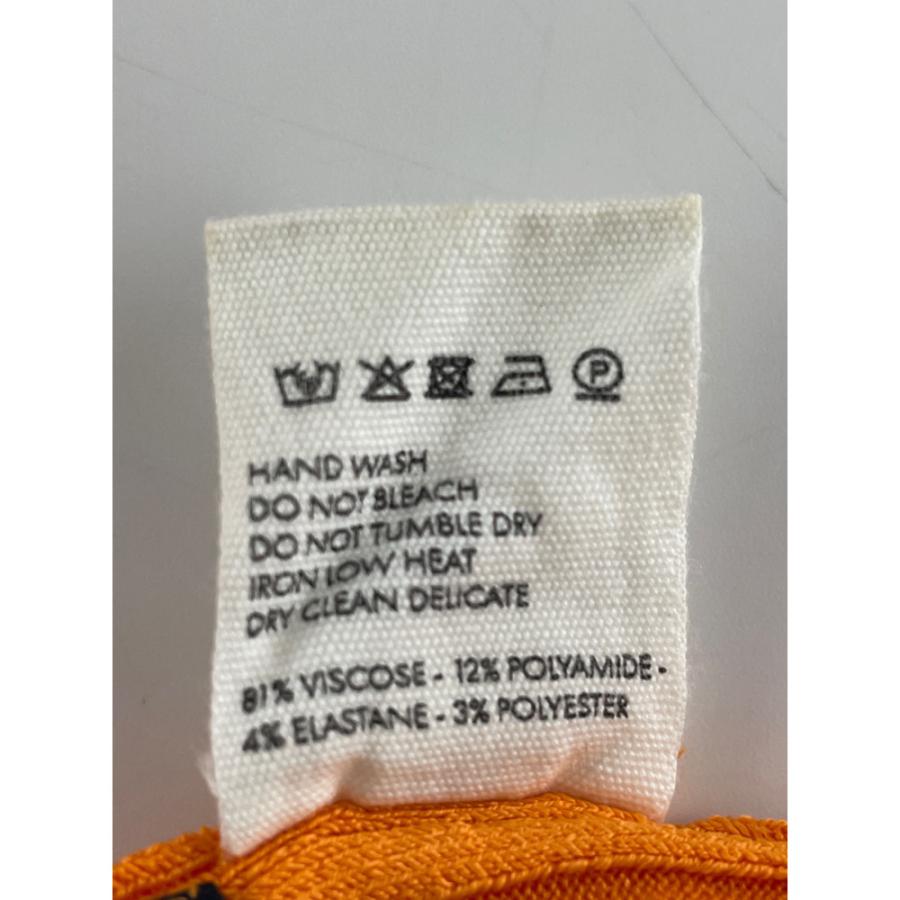 P
HAND WASH
DO NOT BLEACH
DO NOT TUMBLE DRY
IRON LOW HEAT
DRY CLEAN DELICATE
81% VISCOSE - 12% POLYAMIDE -
4% ELASTANE - 3% POLYESTER